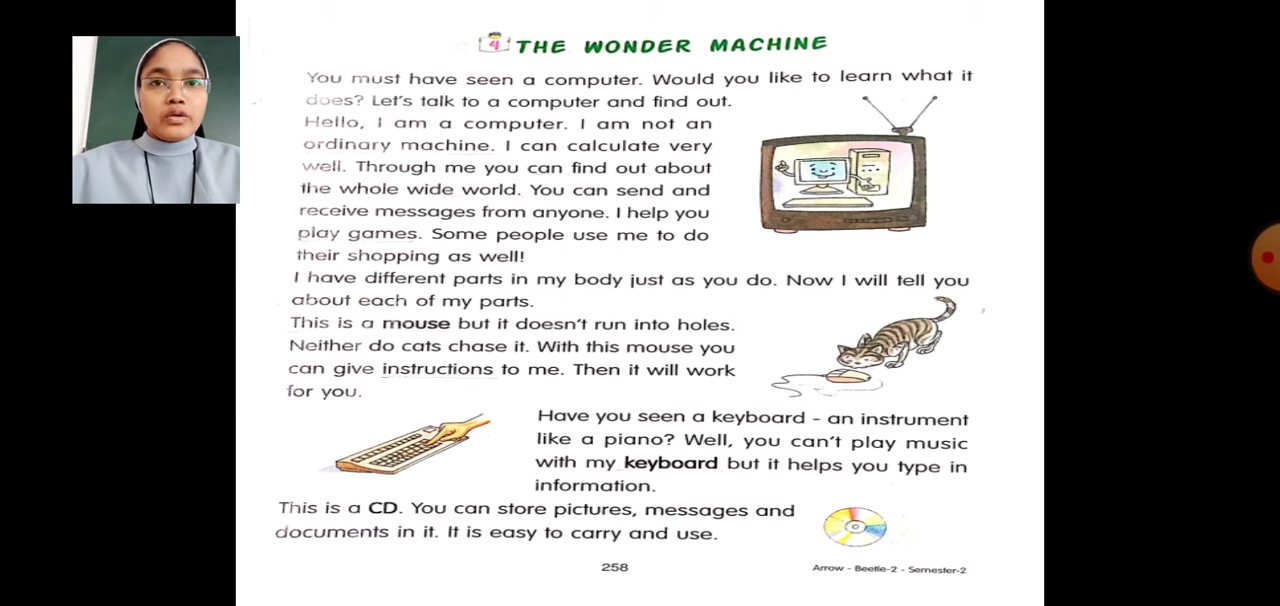 4 THE WONDER MACHINE
You must have seen a computer. Would you like to learn what it
does? Let's talk to a computer and find out.
Hello, I am a computer. I am not an
ordinary machine. I can calculate very
well. Through me you can find out about
the whole wide world. You can send and
receive messages from anyone. I help you
play games. Some people use me to do
their shopping as well!
I have different parts in my body just as you do. Now I will tell you
about each of my parts.
This is a mouse but it doesn't run into holes.
Neither do cats chase it. With this mouse you
can give instructions to me. Then it will work
for you.
Have you seen a keyboard - an instrument
like a piano? Well, you can't play music
with my keyboard but it helps you type in
information.
This is a CD. You can store pictures, messages and
documents in it. It is easy to carry and use.
258
Arrow - Beetle-2 - Semester-2